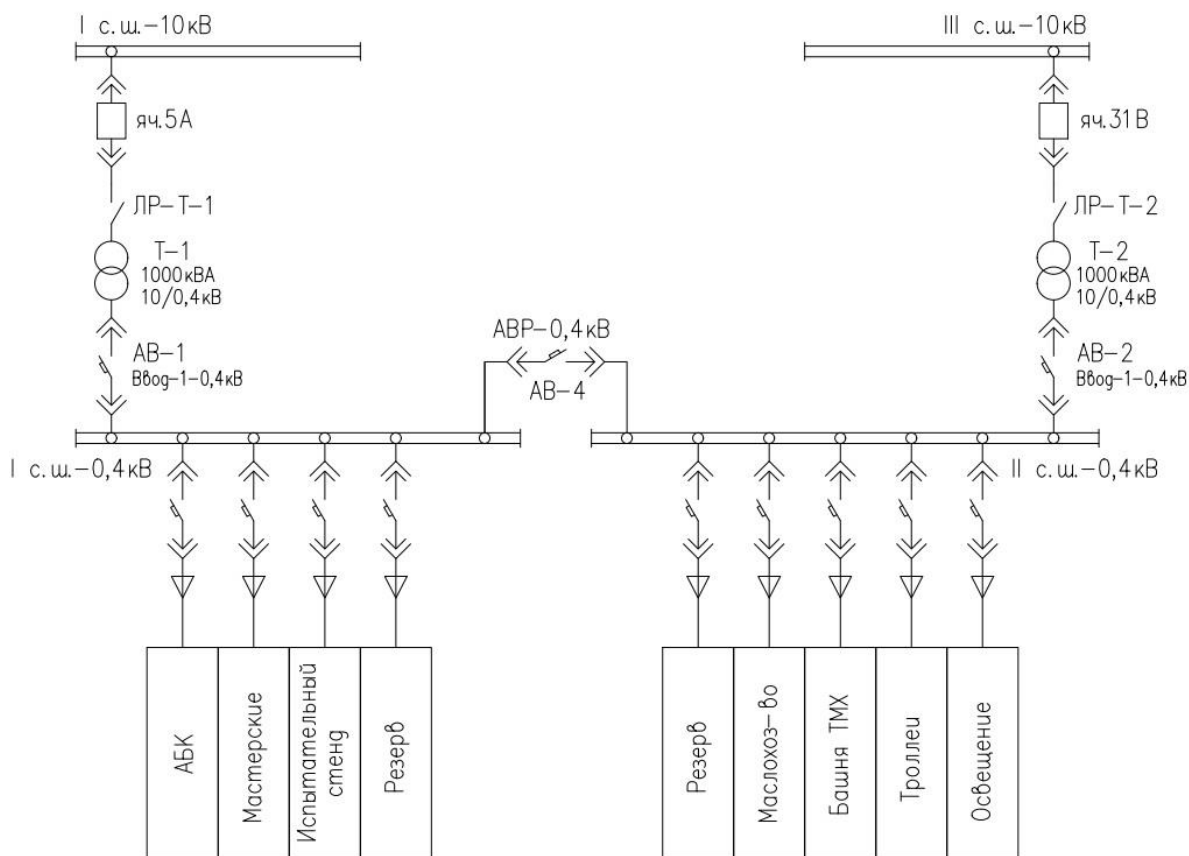 I с.ш.-10кВ
III с.ш.-10кВ
яч.5А
яч.31В
ЛР-Т-1
ЛР-Т-2
Т-1
1000кВА
10/0,4кВ
Т-2
1000кВА
10/0,4кВ
АВР-0,4кВ
АВ-1
Ввод-1-0,4кВ
АВ-4
АВ-2
Ввод-1-0,4кВ
I с.ш.-0,4кВ
II с.ш.-0,4кВ
АБК
Мастерские
Испытательный
стенд
Резерв
Резерв
Маслохоз-во
Башня ТМХ
Троллеи
Освещение